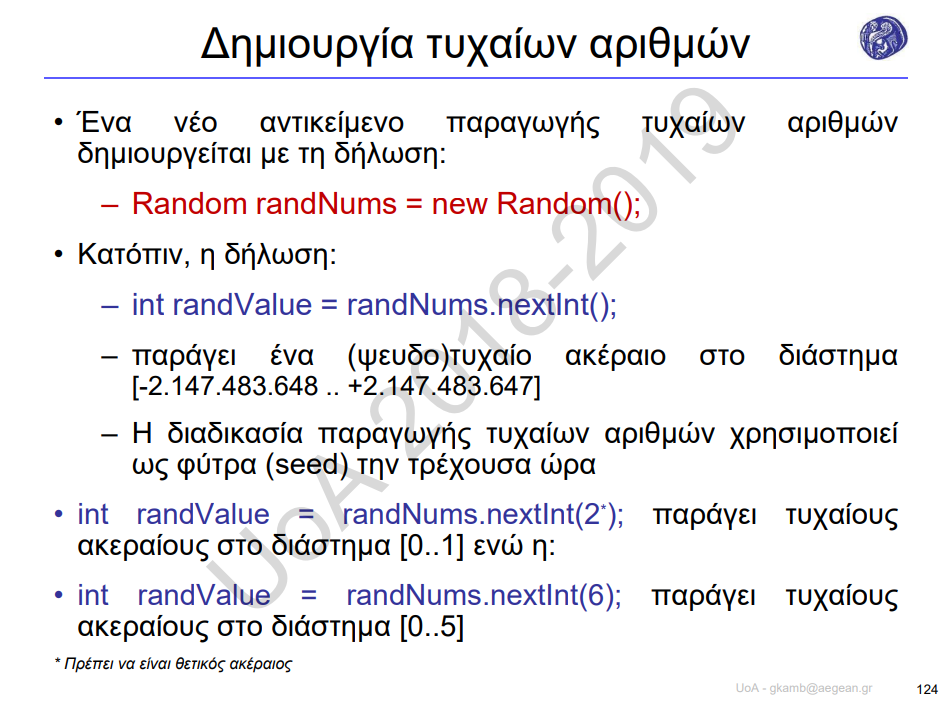 Δημιουργία τυχαίων αριθμών
• Ένα νέο αντικείμενο παραγωγής τυχαίων αριθμών
δημιουργείται με τη δήλωση:
– Random randNums = new Random();
• Κατόπιν, η δήλωση:
– int randValue = randNums.nextInt();
– παράγει ένα (ψευδο)τυχαίο ακέραιο στο διάστημα
[-2.147.483.648 .. +2.147.483.647]
– Η διαδικασία παραγωγής τυχαίων αριθμών χρησιμοποιεί
ως φύτρα (seed) την τρέχουσα ώρα
• int randValue = randNums.nextInt(2*); παράγει τυχαίους
ακεραίους στο διάστημα [0..1] ενώ η:
• int randValue = randNums.nextInt(6); παράγει τυχαίους
ακεραίους στο διάστημα [0..5]
* Πρέπει να είναι θετικός ακέραιος
UoA - gkamb@aegean.gr 124
UoA 2018-2019